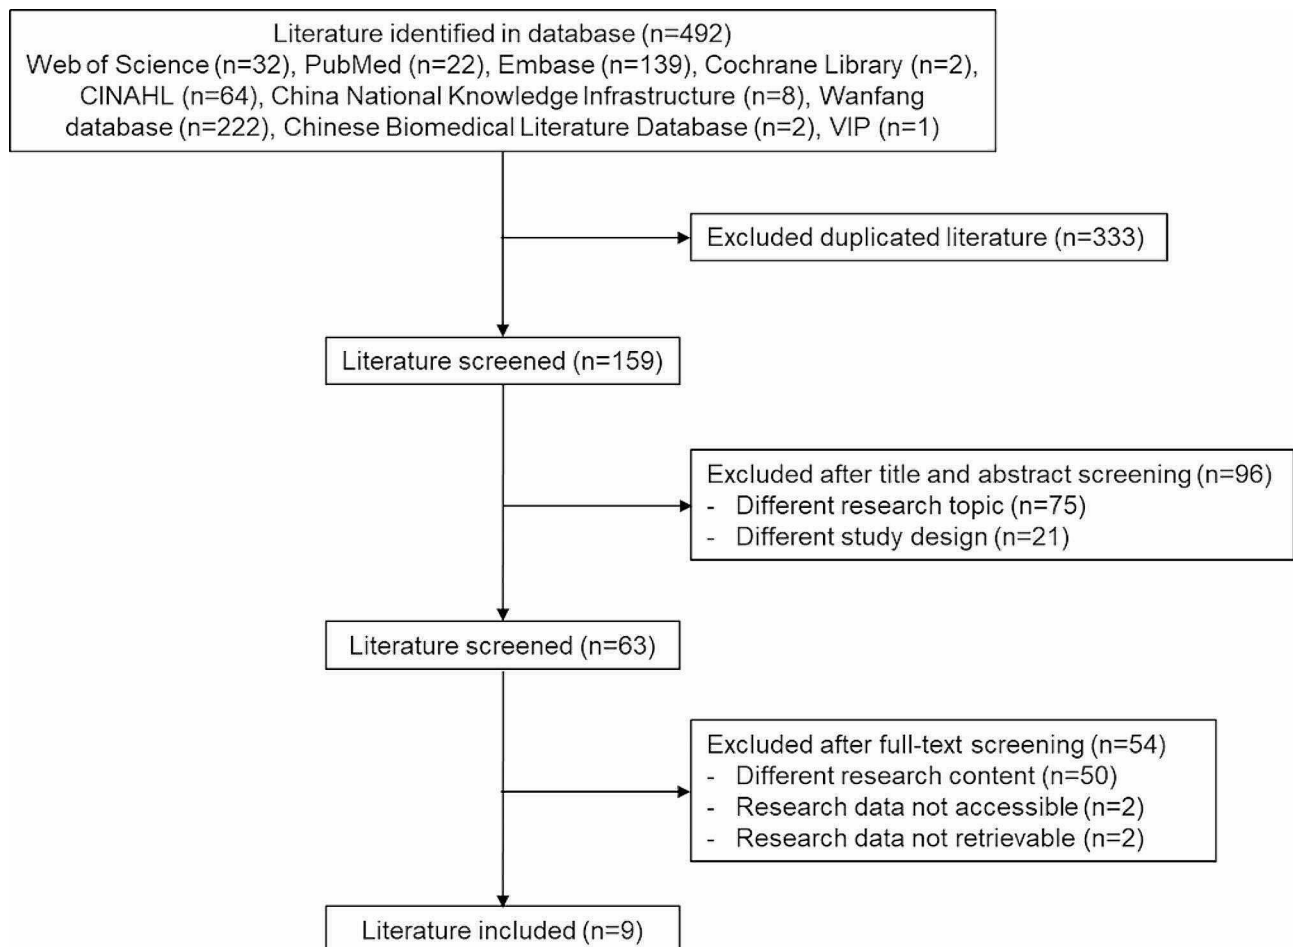 Literature identified in database (n=492)
Web of Science (n=32), PubMed (n=22), Embase (n=139), Cochrane Library (n=2),
CINAHL (n=64), China National Knowledge Infrastructure (n=8), Wanfang
database (n=222), Chinese Biomedical Literature Database (n=2), VIP (n=1)
Excluded duplicated literature (n=333)
Literature screened (n=159)
Excluded after title and abstract screening (n=96)
- Different research topic (n=75)
- Different study design (n=21)
Literature screened (n=63)
Excluded after full-text screening (n=54)
- Different research content (n=50)
- Research data not accessible (n=2)
- Research data not retrievable (n=2)
Literature included (n=9)